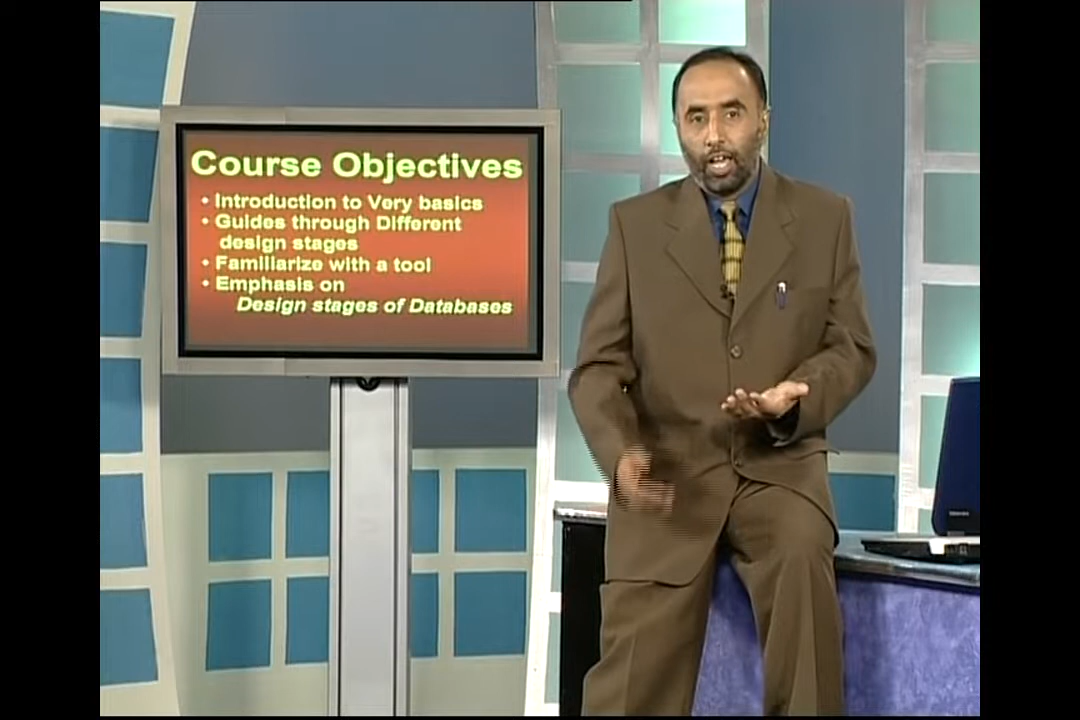 Course Objectives
• Introduction to Very basics
• Guides through Different
design stages
• Familiarize with a tool
• Emphasis on
Design stages of Databases
TOSHIBA